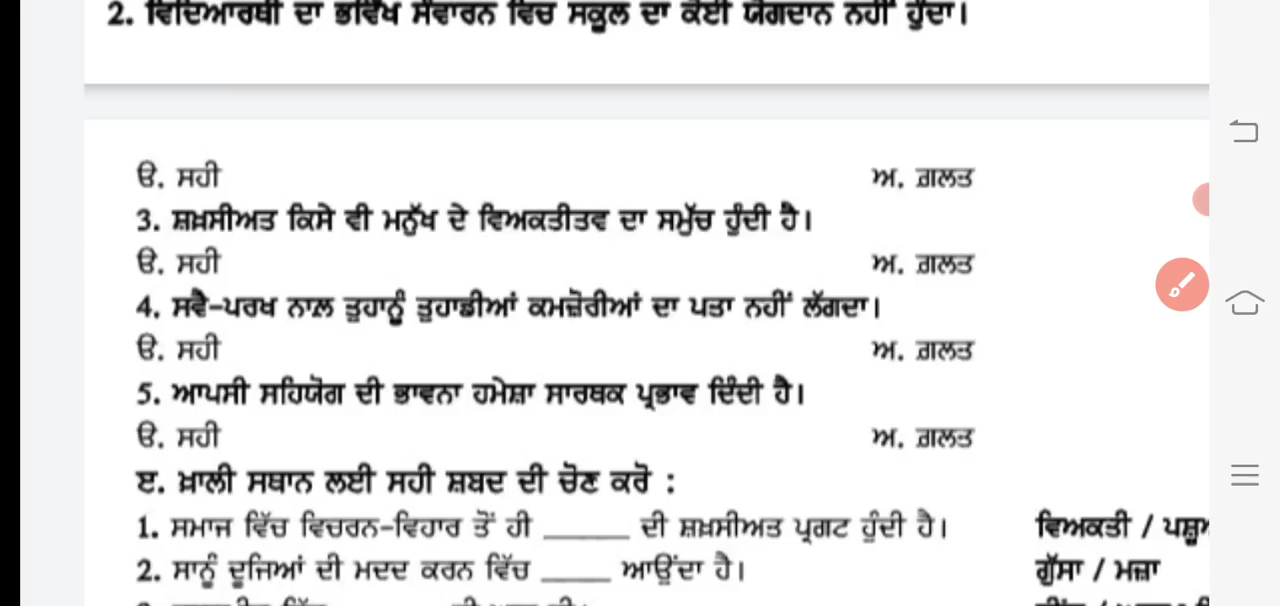 2. ਵਿਦਿਆਰਥੀ ਦਾ ਭਵਿੱਖ ਸੰਵਾਰਨ ਵਿਚ ਸਕੂਲ ਦਾ ਕੋਈ ਯੋਗਦਾਨ ਨਹੀਂ ਹੁੰਦਾ।
ੳ. ਸਹੀ ਅ. ਗ਼ਲਤ
3. ਸ਼ਖ਼ਸੀਅਤ ਕਿਸੇ ਵੀ ਮਨੁੱਖ ਦੇ ਵਿਅਕਤੀਤਵ ਦਾ ਸਮੁੱਚ ਹੁੰਦੀ ਹੈ।
ੳ. ਸਹੀ ਅ. ਗ਼ਲਤ
4. ਸਵੈ-ਪਰਖ ਨਾਲ਼ ਤੁਹਾਨੂੰ ਤੁਹਾਡੀਆਂ ਕਮਜ਼ੋਰੀਆਂ ਦਾ ਪਤਾ ਨਹੀਂ ਲੱਗਦਾ।
ੳ. ਸਹੀ ਅ. ਗ਼ਲਤ
5. ਆਪਸੀ ਸਹਿਯੋਗ ਦੀ ਭਾਵਨਾ ਹਮੇਸ਼ਾ ਸਾਰਥਕ ਪ੍ਰਭਾਵ ਦਿੰਦੀ ਹੈ।
ੳ. ਸਹੀ ਅ. ਗ਼ਲਤ
ੲ. ਖ਼ਾਲੀ ਸਥਾਨ ਲਈ ਸਹੀ ਸ਼ਬਦ ਦੀ ਚੋਣ ਕਰੋ :
1. ਸਮਾਜ ਵਿੱਚ ਵਿਚਰਨ-ਵਿਹਾਰ ਤੋਂ ਹੀ ______ ਦੀ ਸ਼ਖ਼ਸੀਅਤ ਪ੍ਰਗਟ ਹੁੰਦੀ ਹੈ। ਵਿਅਕਤੀ /
2. ਸਾਨੂੰ ਦੂਜਿਆਂ ਦੀ ਮਦਦ ਕਰਨ ਵਿੱਚ _____ ਆਉਂਦਾ ਹੈ। ਗੁੱਸਾ / ਮਜ਼ਾ